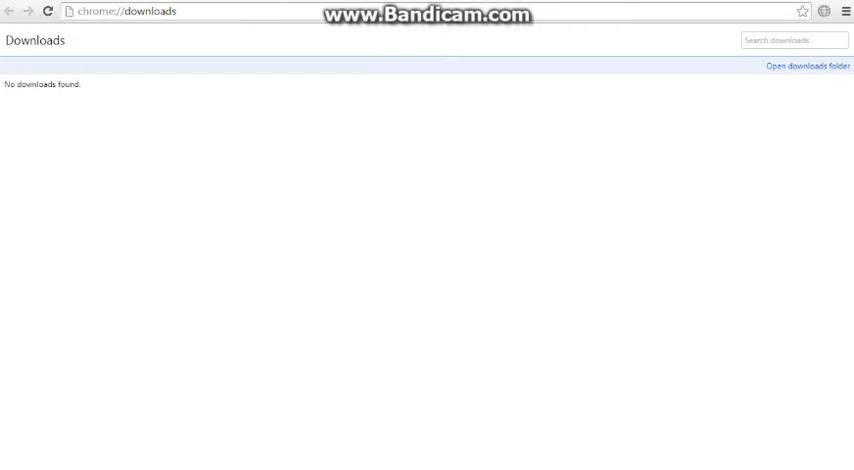 chrome://downloads
www.Bandicam.com
Downloads
Search downloads
Open downloads folder
No downloads found.